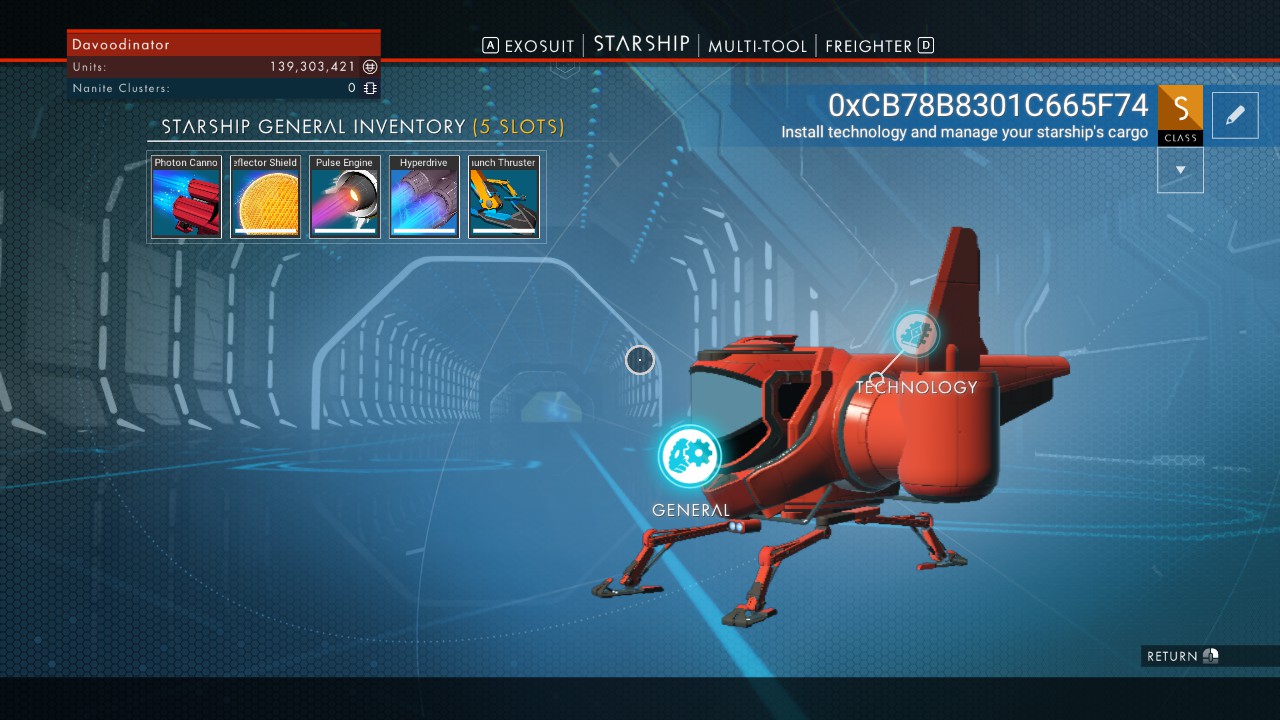 Davoodinator
Units: 139,303,421
Nanite Clusters: 0
A EXOSUIT STARSHIP MULTI-TOOL FREIGHTER D
0xCB78B8301C665F74
Install technology and manage your starship's cargo
S
CLASS
STARSHIP GENERAL INVENTORY (5 SLOTS)
Photon Canno eflector Shield Pulse Engine Hyperdrive unch Thruster
TECHNOLOGY
GENERAL
RETURN